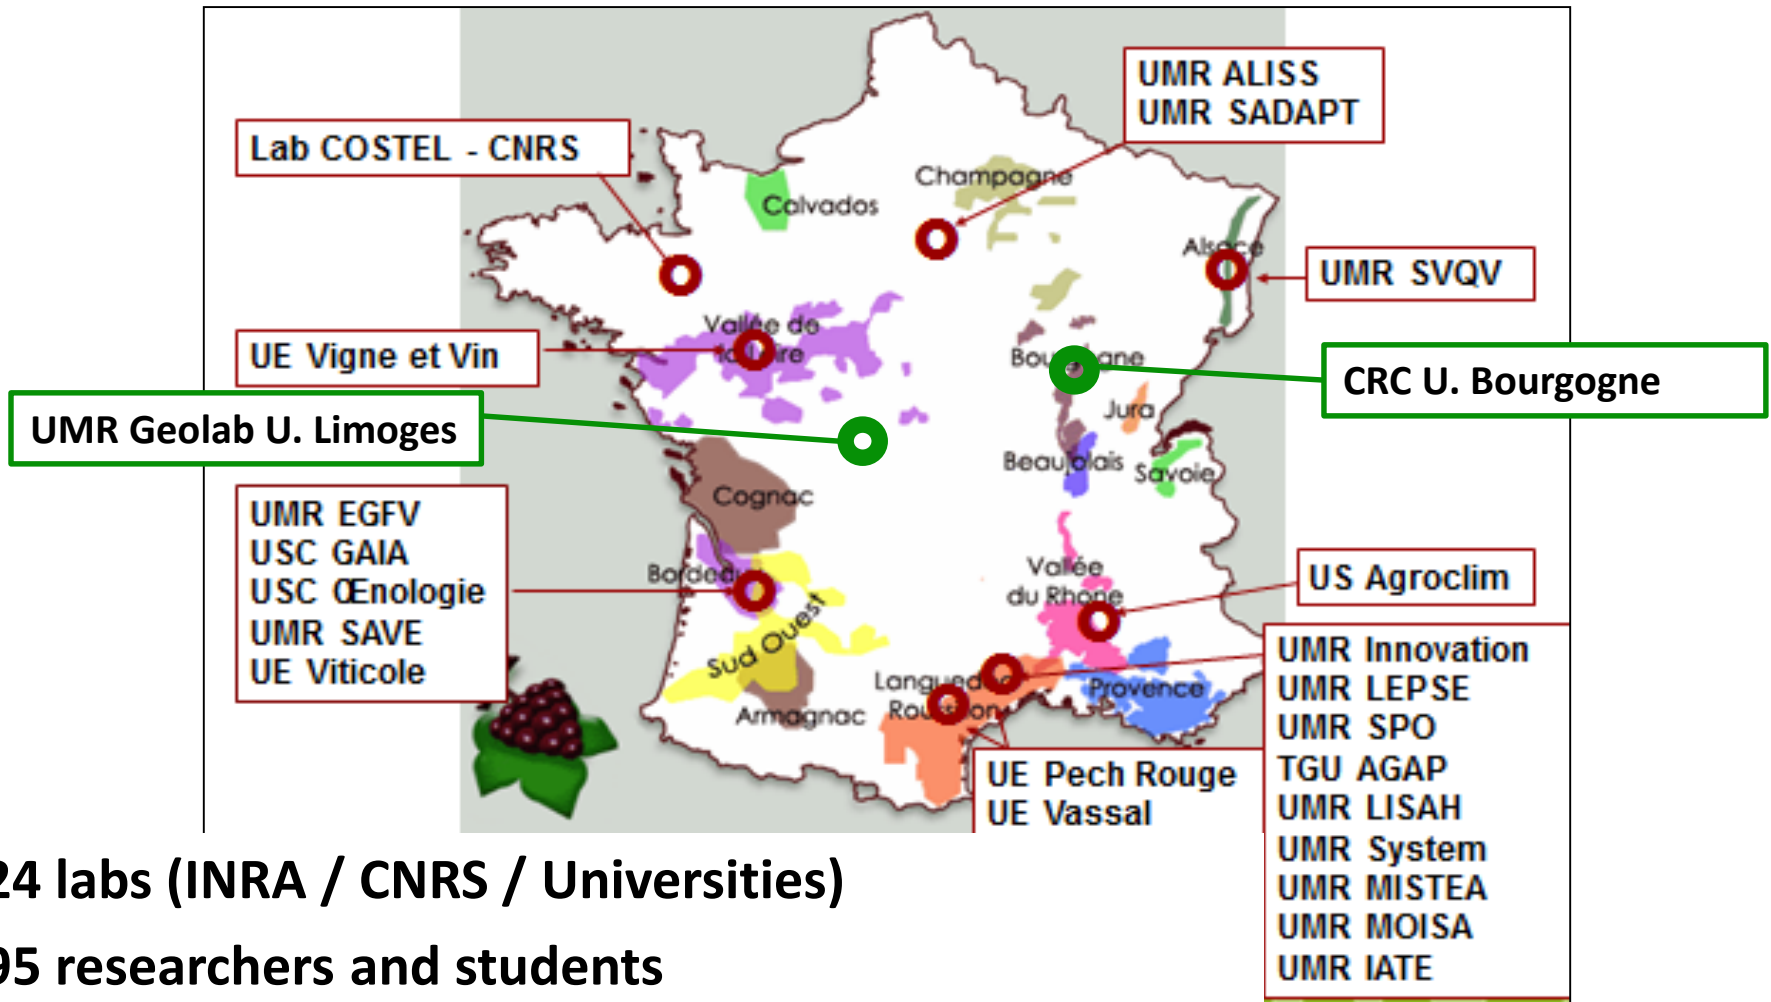 UMR ALISS
UMR SADAPT
Lab COSTEL - CNRS
Champagne
Calvados
Alsace
UMR SVQV
Vallée de
la Loire
UE Vigne et Vin
Bourgogne
CRC U. Bourgogne
UMR Geolab U. Limoges
Jura
Beaujolais
Savoie
Cognac
UMR EGFV
USC GAIA
USC Œnologie
UMR SAVE
UE Viticole
Bordeaux
Vallée
du Rhône
US Agroclim
Sud Ouest
UMR Innovation
UMR LEPSE
UMR SPO
TGU AGAP
UMR LISAH
UMR System
UMR MISTEA
UMR MOISA
UMR IATE
Languedoc
Roussillon
Provence
Armagnac
UE Pech Rouge
UE Vassal
24 labs (INRA / CNRS / Universities)
95 researchers and students